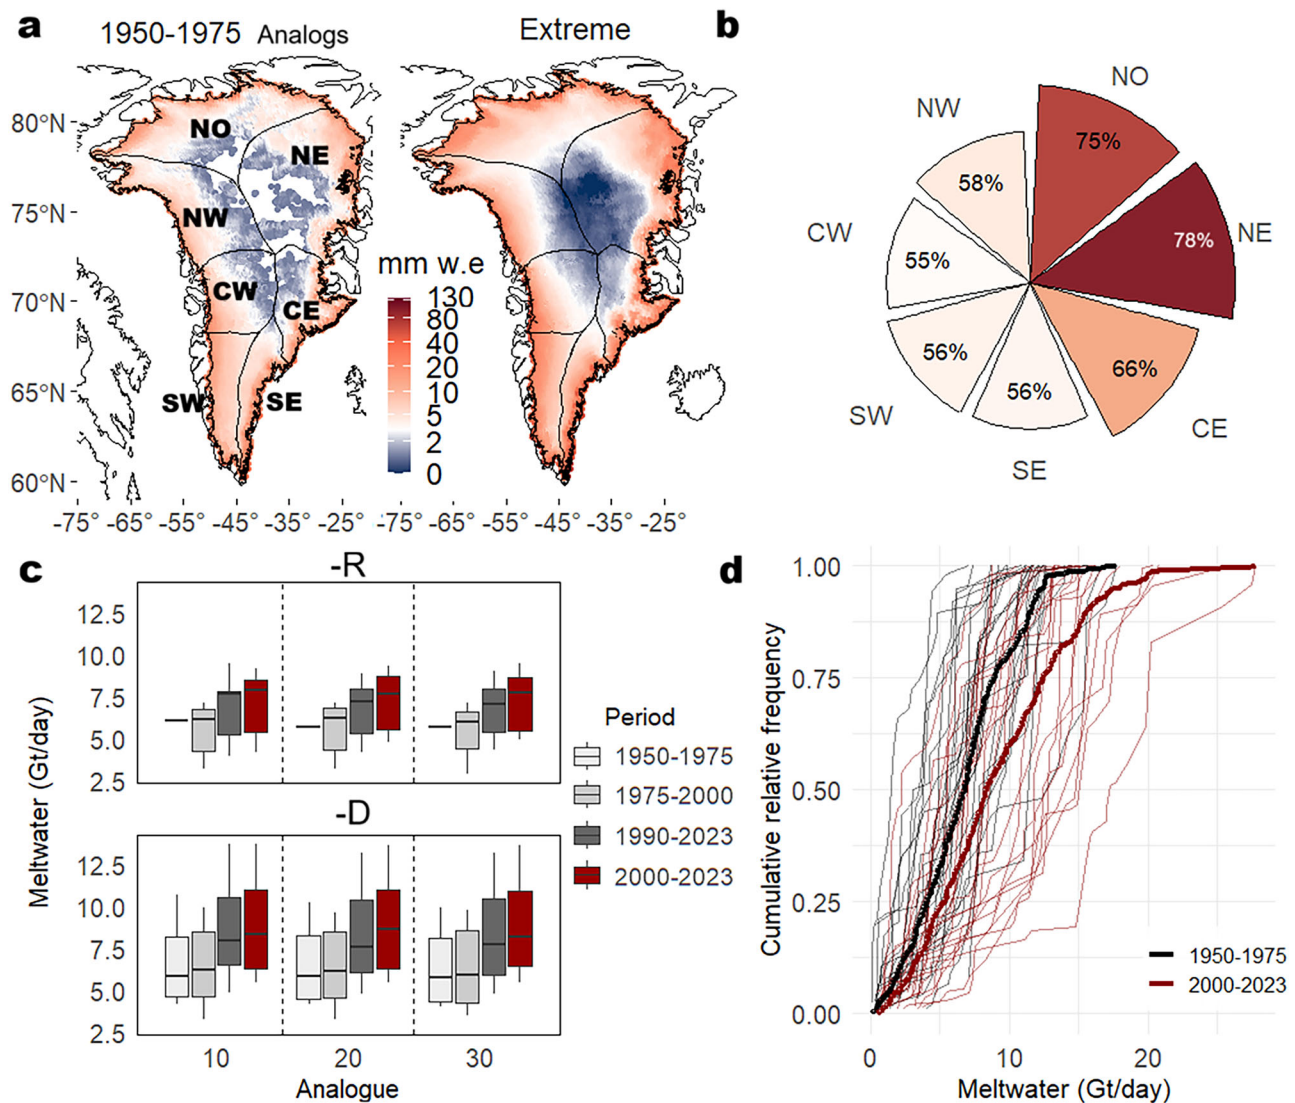 a
1950-1975 Analogs
Extreme
80°N
75°N
70°N
65°N
60°N
NO
NE
NW
CW
CE
SW
SE
mm w.e
130
80
40
20
10
5
2
0
-75° -65° -55° -45° -35° -25°
-75° -65° -55° -45° -35° -25°
b
NO
75%
NE
78%
CE
66%
SE
56%
SW
56%
CW
55%
NW
58%
c
-R
12.5
10.0
7.5
5.0
2.5
-D
12.5
10.0
7.5
5.0
2.5
Meltwater (Gt/day)
10 20 30
Analogue
Period
1950-1975
1975-2000
1990-2023
2000-2023
d
1.00
0.75
0.50
0.25
0.00
Cumulative relative frequency
0 10 20
Meltwater (Gt/day)
1950-1975
2000-2023